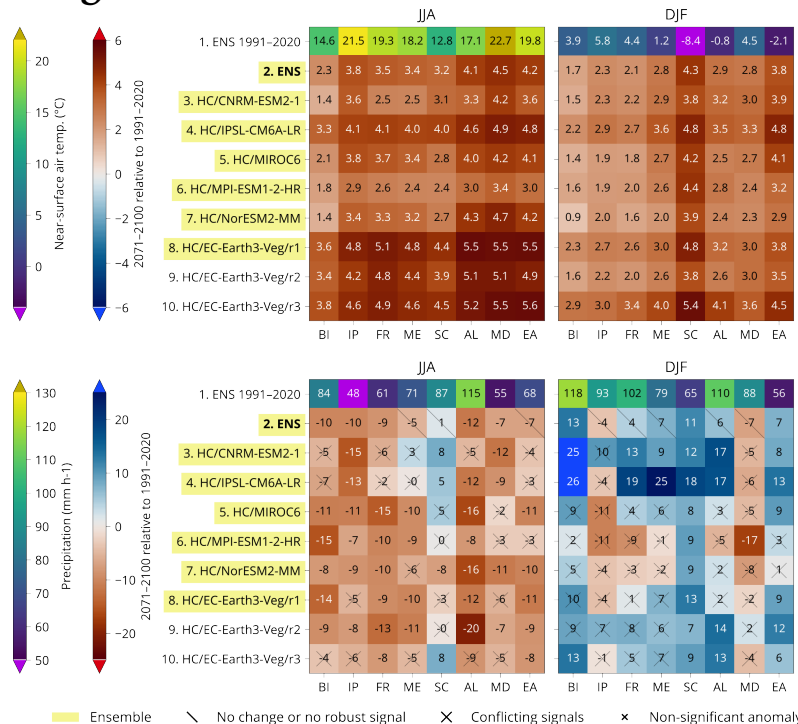 JJA DJF
1. ENS 1991–2020 14.6 21.5 19.3 18.2 12.8 17.1 22.7 19.8 3.9 5.8 4.4 1.2 -8.4 -0.8 4.5 -2.1
2. ENS 2.3 3.8 3.5 3.4 3.2 4.1 4.5 4.2 1.7 2.3 2.1 2.8 4.3 2.9 2.8 3.8
3. HC/CNRM-ESM2-1 1.4 3.6 2.5 2.5 3.1 3.3 4.2 3.6 1.5 2.3 2.2 2.9 3.8 3.2 3.0 3.9
4. HC/IPSL-CM6A-LR 3.3 4.1 4.1 4.0 4.0 4.6 4.9 4.8 2.2 2.9 2.7 3.6 4.8 3.5 3.3 4.8
5. HC/MIROC6 2.1 3.8 3.7 3.4 2.8 4.0 4.2 4.1 1.4 1.9 1.8 2.7 4.2 2.5 2.7 4.1
6. HC/MPI-ESM1-2-HR 1.8 2.9 2.6 2.4 2.4 3.0 3.4 3.0 1.6 1.9 2.0 2.6 4.4 2.8 2.4 3.2
7. HC/NorESM2-MM 1.4 3.4 3.3 3.2 2.7 4.3 4.7 4.2 0.9 2.0 1.6 2.0 3.9 2.4 2.3 2.9
8. HC/EC-Earth3-Veg/r1 3.6 4.8 5.1 4.8 4.4 5.5 5.5 5.5 2.3 2.7 2.6 3.0 4.8 3.2 3.0 3.8
9. HC/EC-Earth3-Veg/r2 3.4 4.2 4.8 4.4 3.9 5.1 5.1 4.9 1.6 2.2 2.0 2.6 3.8 2.6 3.0 3.5
10. HC/EC-Earth3-Veg/r3 3.8 4.6 4.9 4.6 4.5 5.2 5.5 5.6 2.9 3.0 3.4 4.0 5.4 4.1 3.6 4.5
BI IP FR ME SC AL MD EA BI IP FR ME SC AL MD EA
20
15
10
5
0
Near-surface air temp. (°C)
6
4
2
0
−2
−4
−6
2071–2100 relative to 1991–2020
JJA DJF
1. ENS 1991–2020 84 48 61 71 87 115 55 68 118 93 102 79 65 110 88 56
2. ENS -10 -10 -9 -5 1 -12 -7 -7 13 -4 4 7 11 6 -7 7
3. HC/CNRM-ESM2-1 -5 -15 -6 3 8 -5 -12 -4 25 10 13 9 12 17 -5 8
4. HC/IPSL-CM6A-LR -7 -13 -2 -0 5 -12 -9 -3 26 -4 19 25 18 17 -6 13
5. HC/MIROC6 -11 -11 -15 -10 5 -16 -2 -11 9 -11 4 6 8 3 -5 9
6. HC/MPI-ESM1-2-HR -15 -7 -10 -9 0 -8 -3 -3 2 -11 -9 -1 9 -5 -17 3
7. HC/NorESM2-MM -8 -9 -10 -6 -8 -16 -11 -10 5 -4 -3 -2 9 2 -8 1
8. HC/EC-Earth3-Veg/r1 -14 -5 -9 -10 -3 -12 -6 -11 10 -4 1 7 13 2 -2 9
9. HC/EC-Earth3-Veg/r2 -9 -8 -13 -11 -0 -20 -7 -9 9 7 8 6 7 14 2 12
10. HC/EC-Earth3-Veg/r3 -4 -6 -8 -5 8 -9 -5 -8 13 -1 5 7 9 13 -4 6
BI IP FR ME SC AL MD EA BI IP FR ME SC AL MD EA
130
120
110
100
90
80
70
60
50
Precipitation (mm h-1)
20
10
0
−10
−20
2071–2100 relative to 1991–2020
Ensemble No change or no robust signal Conflicting signals Non-significant anomaly